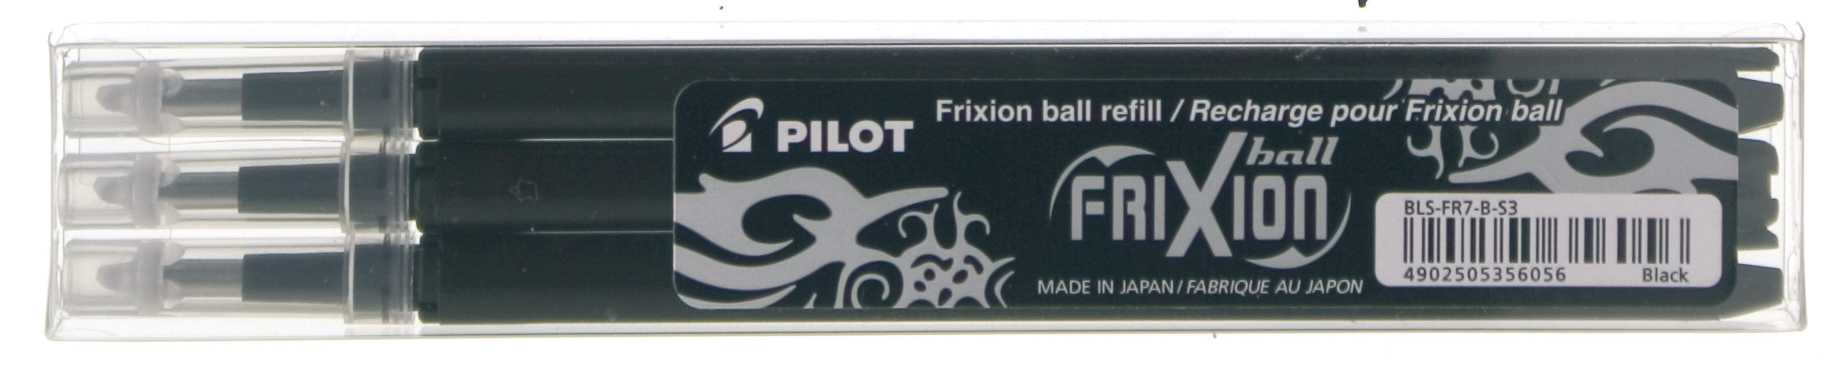 PILOT
Frixion ball refill / Recharge pour Frixion ball
ball
FRIXION
MADE IN JAPAN / FABRIQUE AU JAPON
BLS-FR7-B-S3
4902505356056 Black